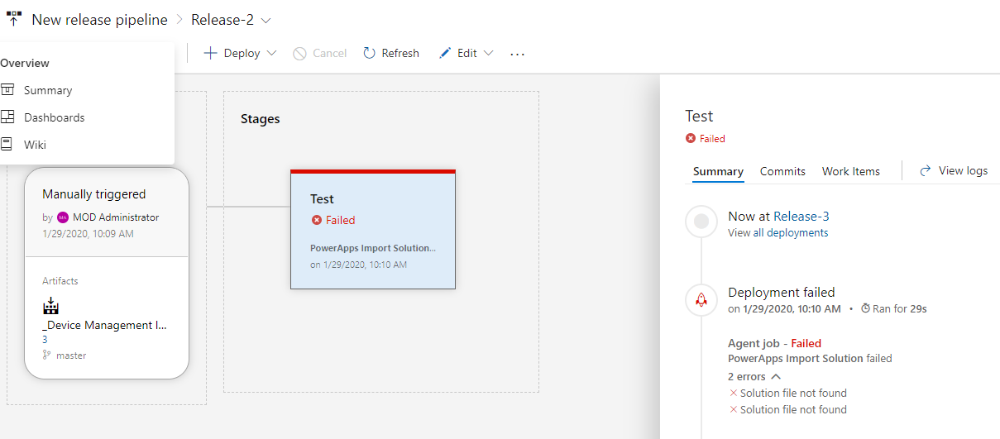 New release pipeline > Release-2
Overview
Summary
Dashboards
Wiki
Deploy
Cancel
Refresh
Edit
...
Manually triggered
by MA MOD Administrator
1/29/2020, 10:09 AM
Artifacts
_Device Management I...
3
master
Stages
Test
Failed
PowerApps Import Solution...
on 1/29/2020, 10:10 AM
Test
Failed
Summary Commits Work Items View logs
Now at Release-3
View all deployments
Deployment failed
on 1/29/2020, 10:10 AM • Ran for 29s
Agent job - Failed
PowerApps Import Solution failed
2 errors
Solution file not found
Solution file not found